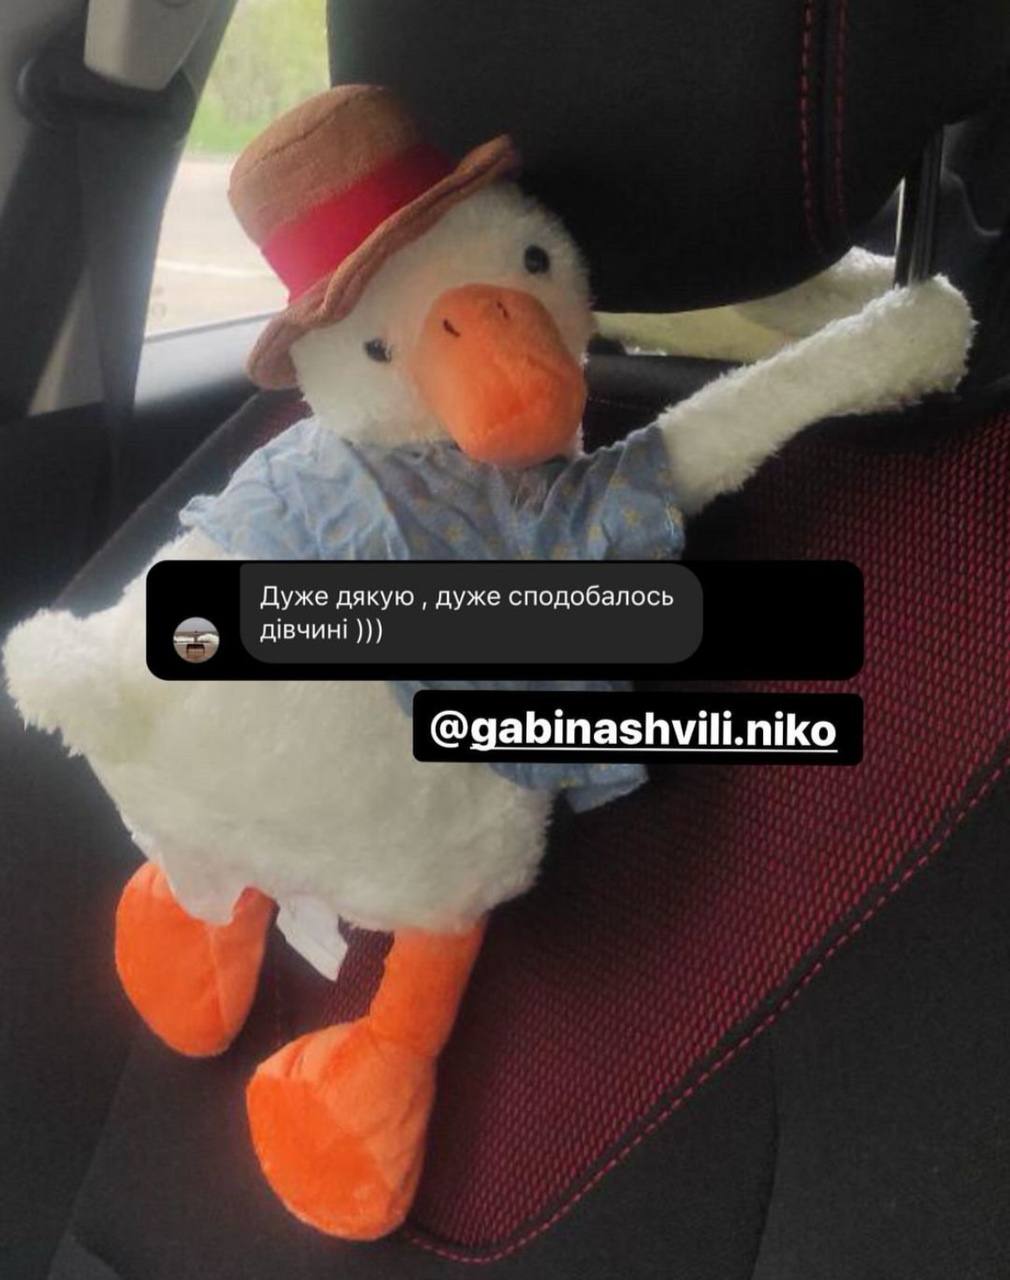 Дуже дякую , дуже сподобалось
дівчині )))
@gabinashvili.niko